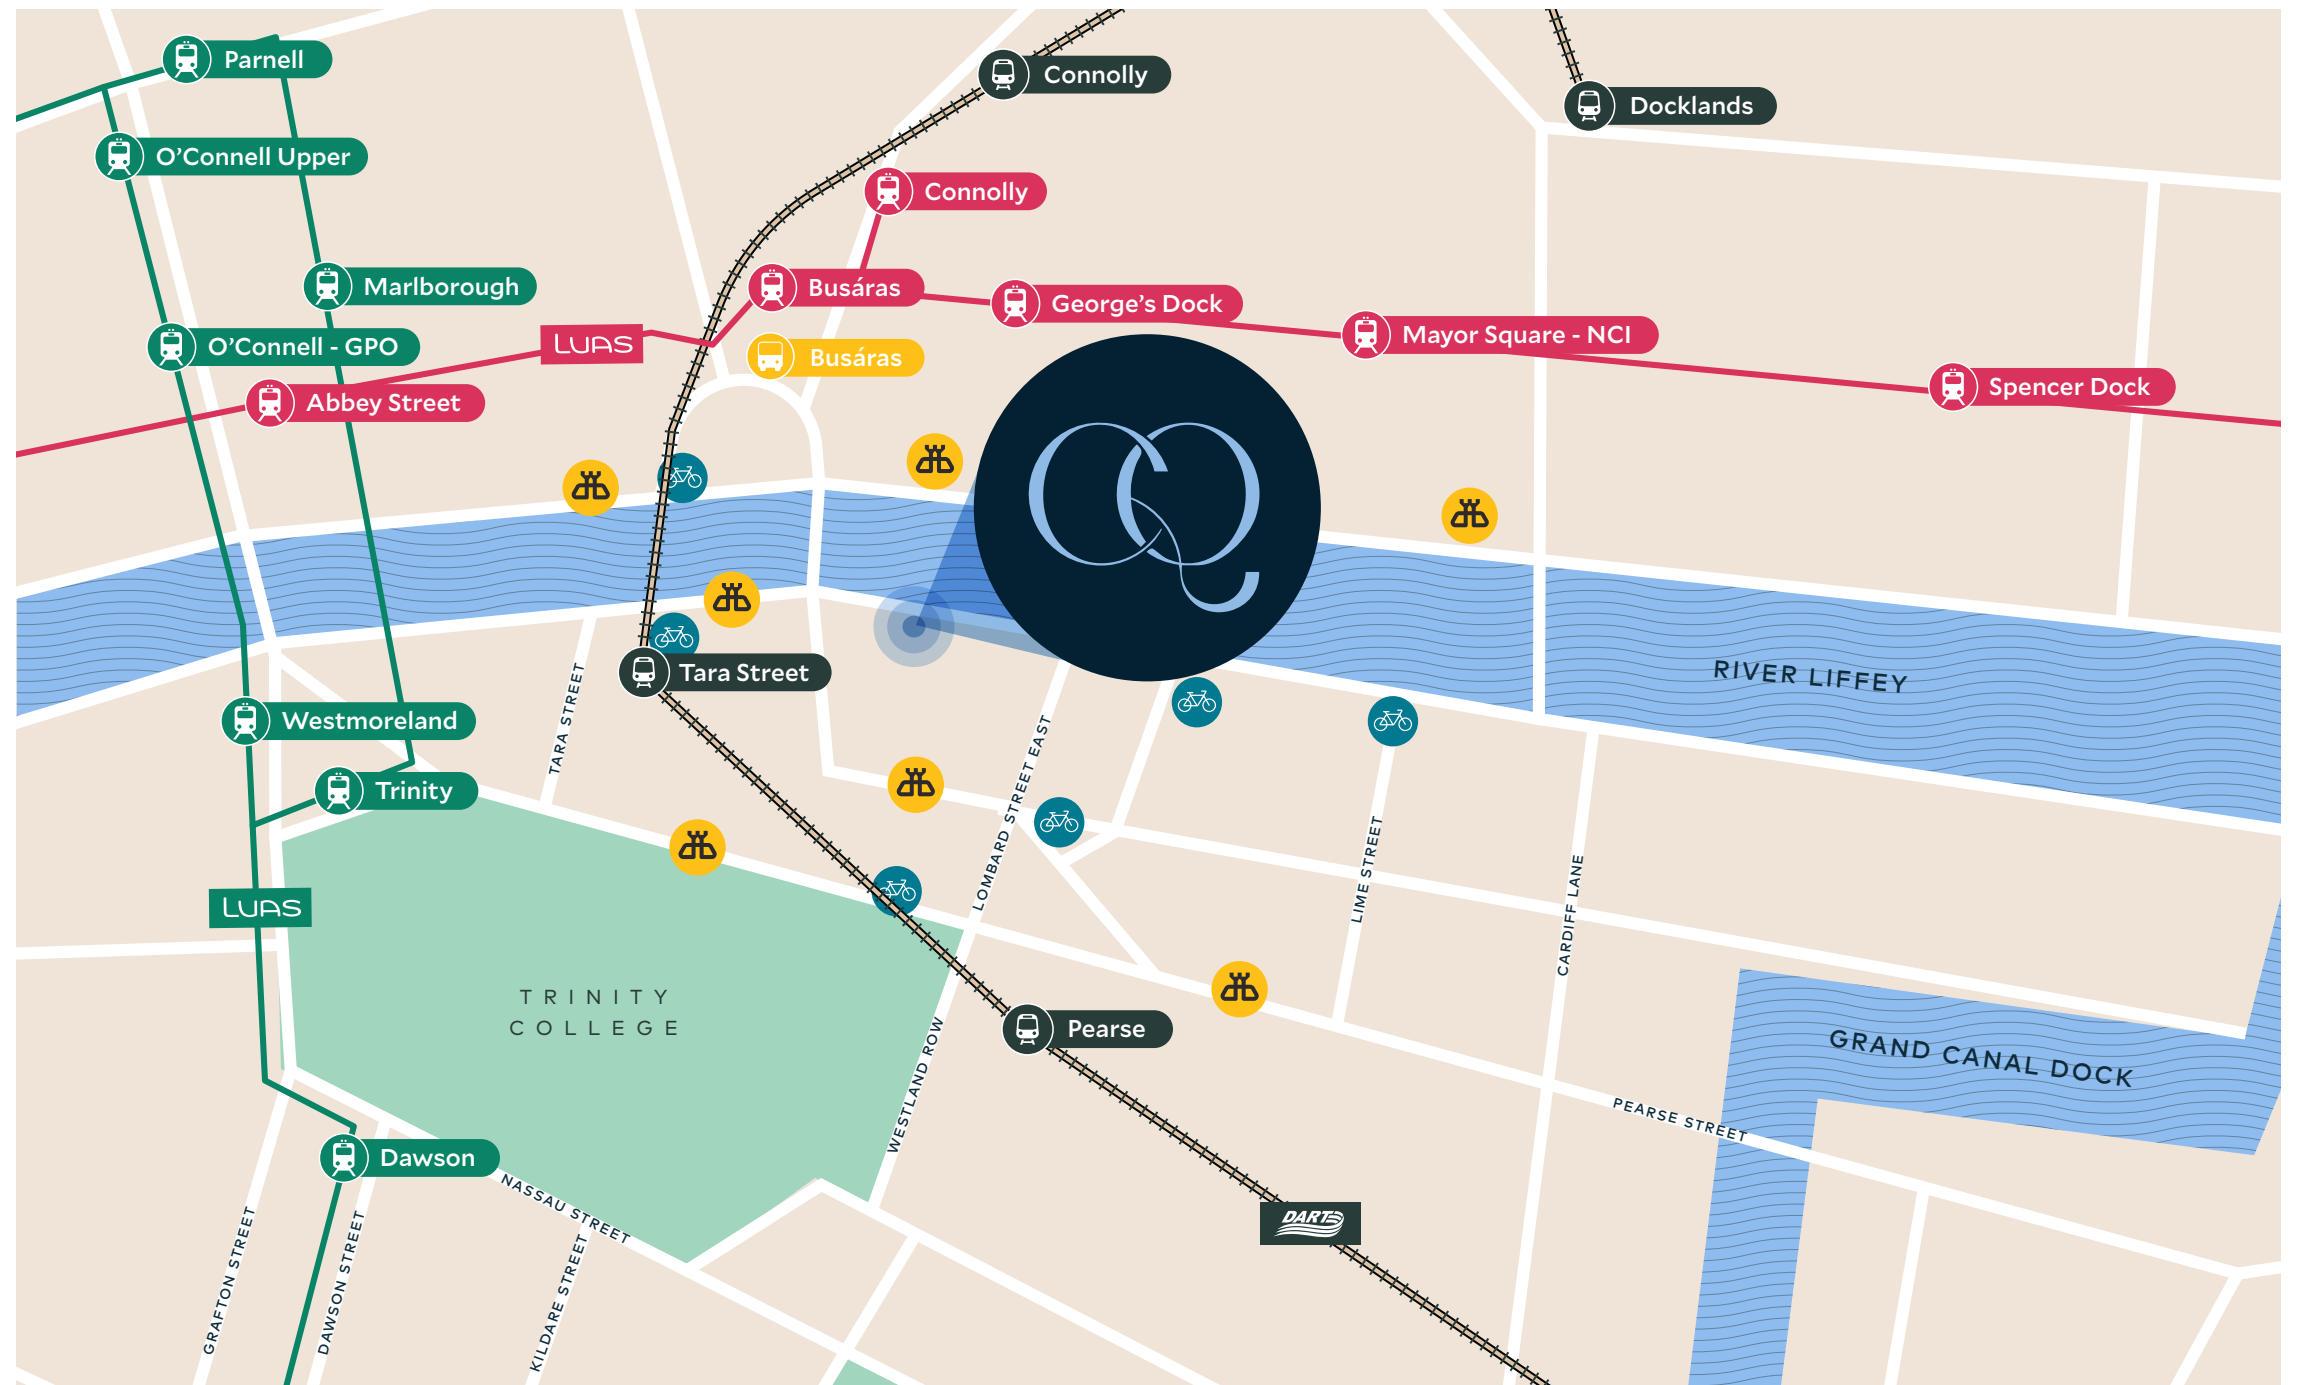 Parnell
Connolly
Docklands
O'Connell Upper
Connolly
Marlborough
Busáras
George's Dock
LUAS
O'Connell - GPO
Mayor Square - NCI
Busáras
Spencer Dock
Abbey Street
CQ
Tara Street
RIVER LIFFEY
TARA STREET
Westmoreland
LOMBARD STREET EAST
Trinity
LIME STREET
CARDIFF LANE
LUAS
TRINITY
COLLEGE
Pearse
GRAND CANAL DOCK
WESTLAND ROW
PEARSE STREET
Dawson
NASSAU STREET
DART
GRAFTON STREET
DAWSON STREET
KILDARE STREET